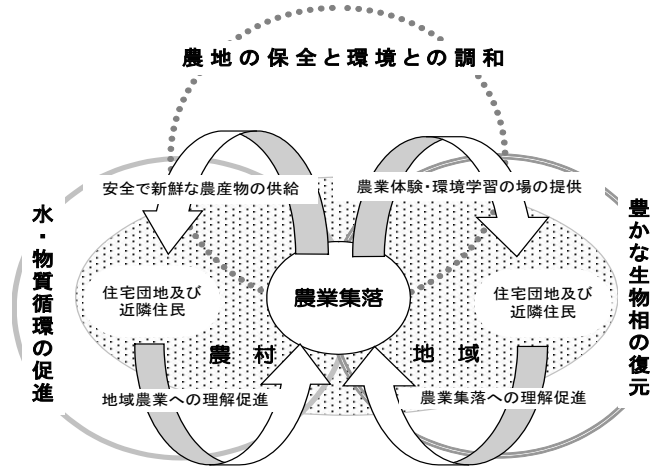 農地の保全と環境との調和
安全で新鮮な農産物の供給
農業体験・環境学習の場の提供
水・物質循環の促進
豊かな生物相の復元
住宅団地及び
近隣住民
農業集落
住宅団地及び
近隣住民
農村
地域
地域農業への理解促進
農業集落への理解促進